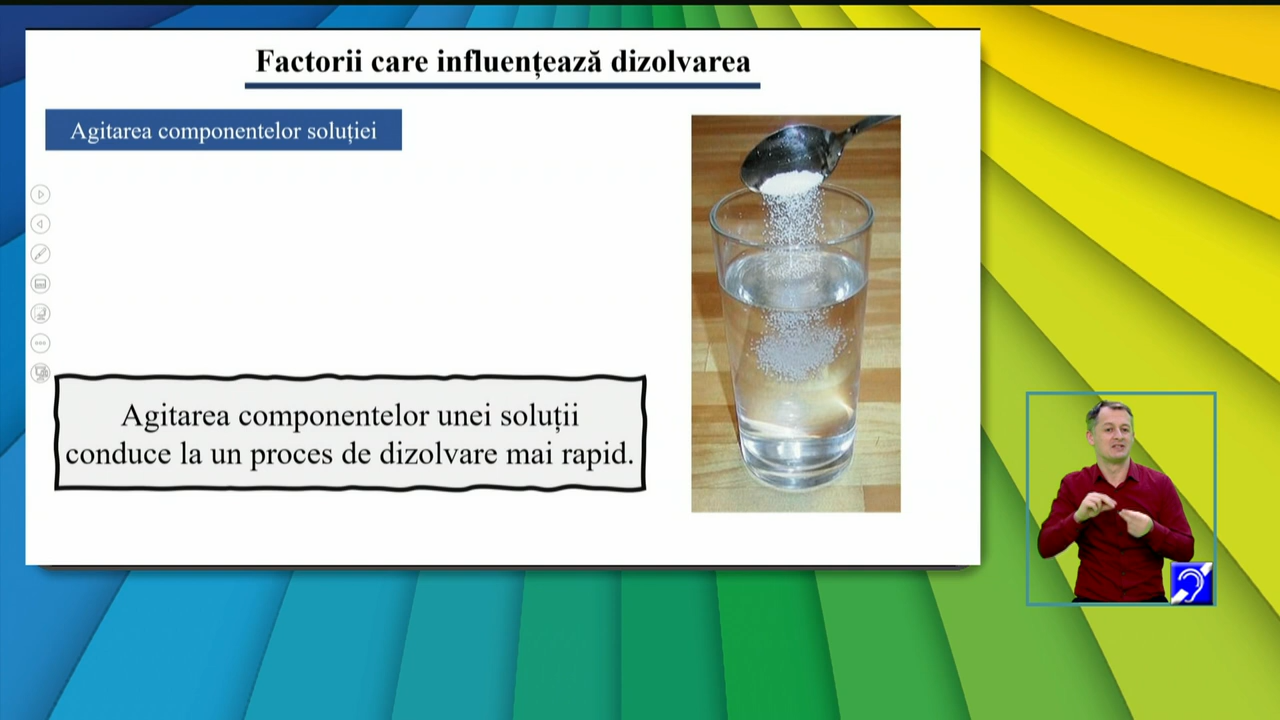 Factorii care influențează dizolvarea
Agitarea componentelor soluției
Agitarea componentelor unei soluții
conduce la un proces de dizolvare mai rapid.